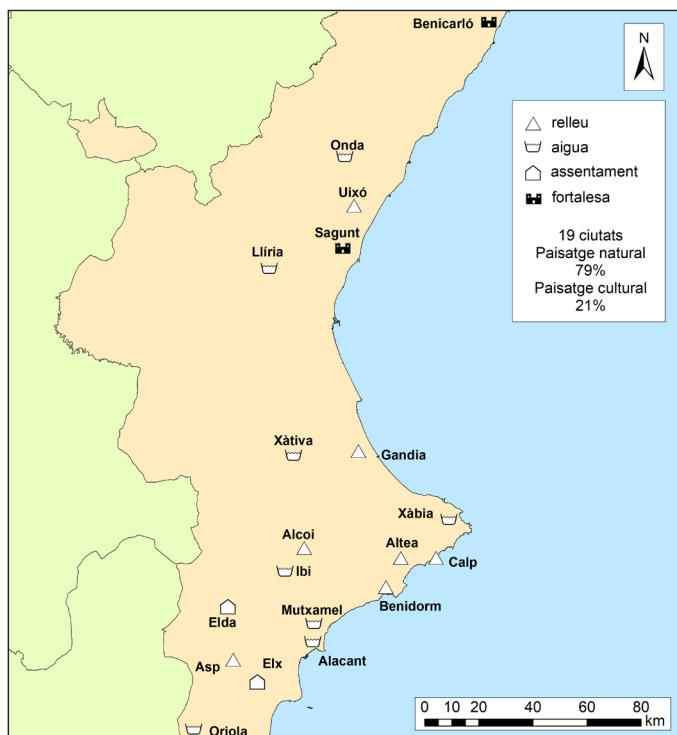 Benicarló
N
relleu
aigua
assentament
fortalesa
19 ciutats
Paisatge natural
79%
Paisatge cultural
21%
Onda
Uixó
Sagunt
Llíria
Xàtiva
Gandia
Xàbia
Alcoi
Altea
Ibi
Calp
Benidorm
Elda
Mutxamel
Alacant
Asp
Elx
Oriola
0 10 20 40 60 80
km